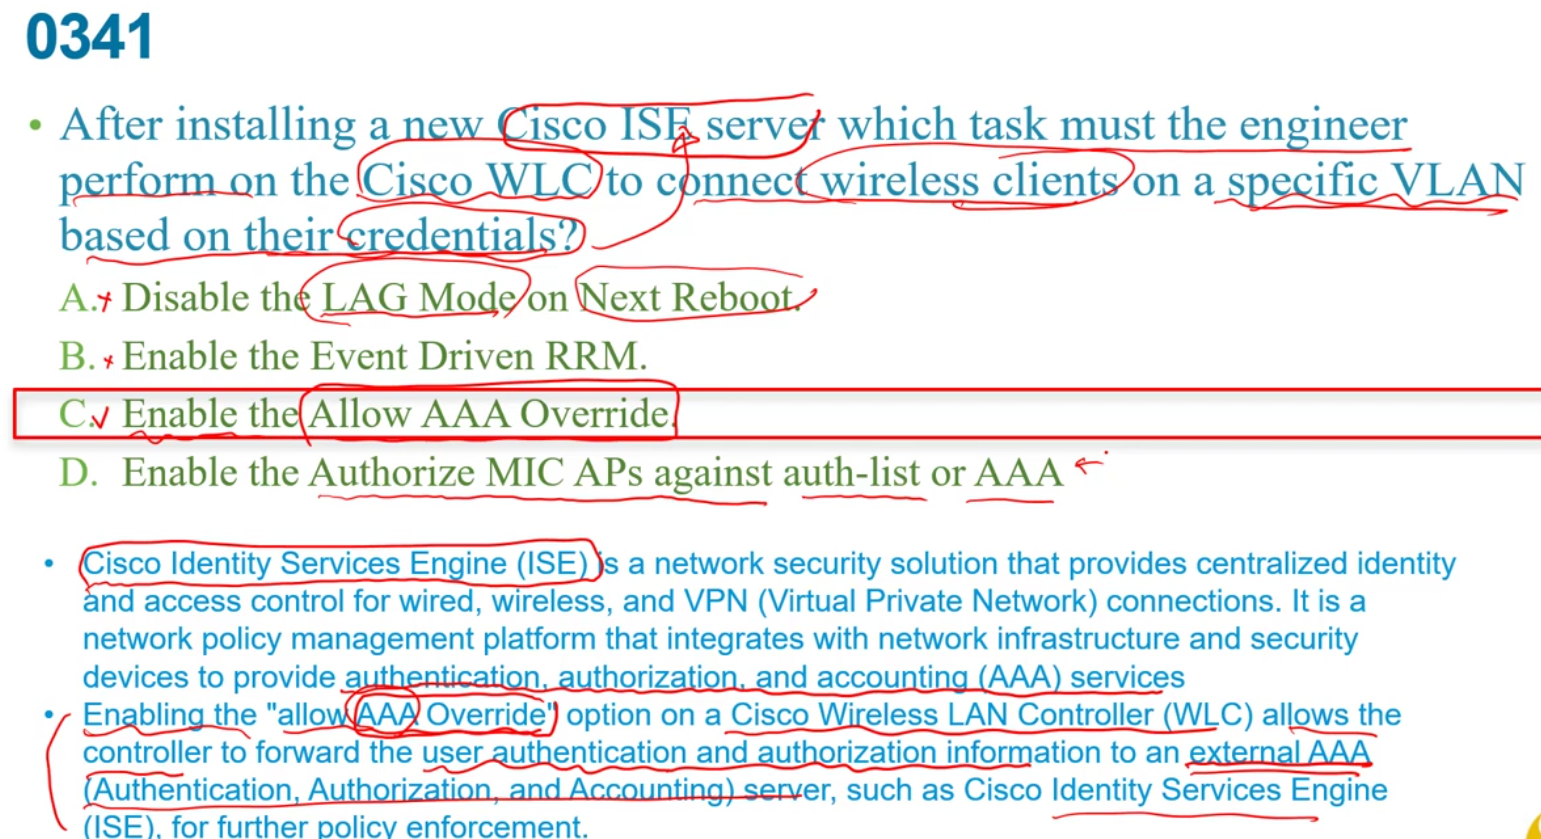 0341
• After installing a new Cisco ISE server which task must the engineer
perform on the Cisco WLC to connect wireless clients on a specific VLAN
based on their credentials?
A. Disable the LAG Mode on Next Reboot.
B. Enable the Event Driven RRM.
C. Enable the Allow AAA Override.
D. Enable the Authorize MIC APs against auth-list or AAA
• Cisco Identity Services Engine (ISE) is a network security solution that provides centralized identity
and access control for wired, wireless, and VPN (Virtual Private Network) connections. It is a
network policy management platform that integrates with network infrastructure and security
devices to provide authentication, authorization, and accounting (AAA) services
• Enabling the "allow AAA Override" option on a Cisco Wireless LAN Controller (WLC) allows the
controller to forward the user authentication and authorization information to an external AAA
(Authentication, Authorization, and Accounting) server, such as Cisco Identity Services Engine
(ISE), for further policy enforcement.